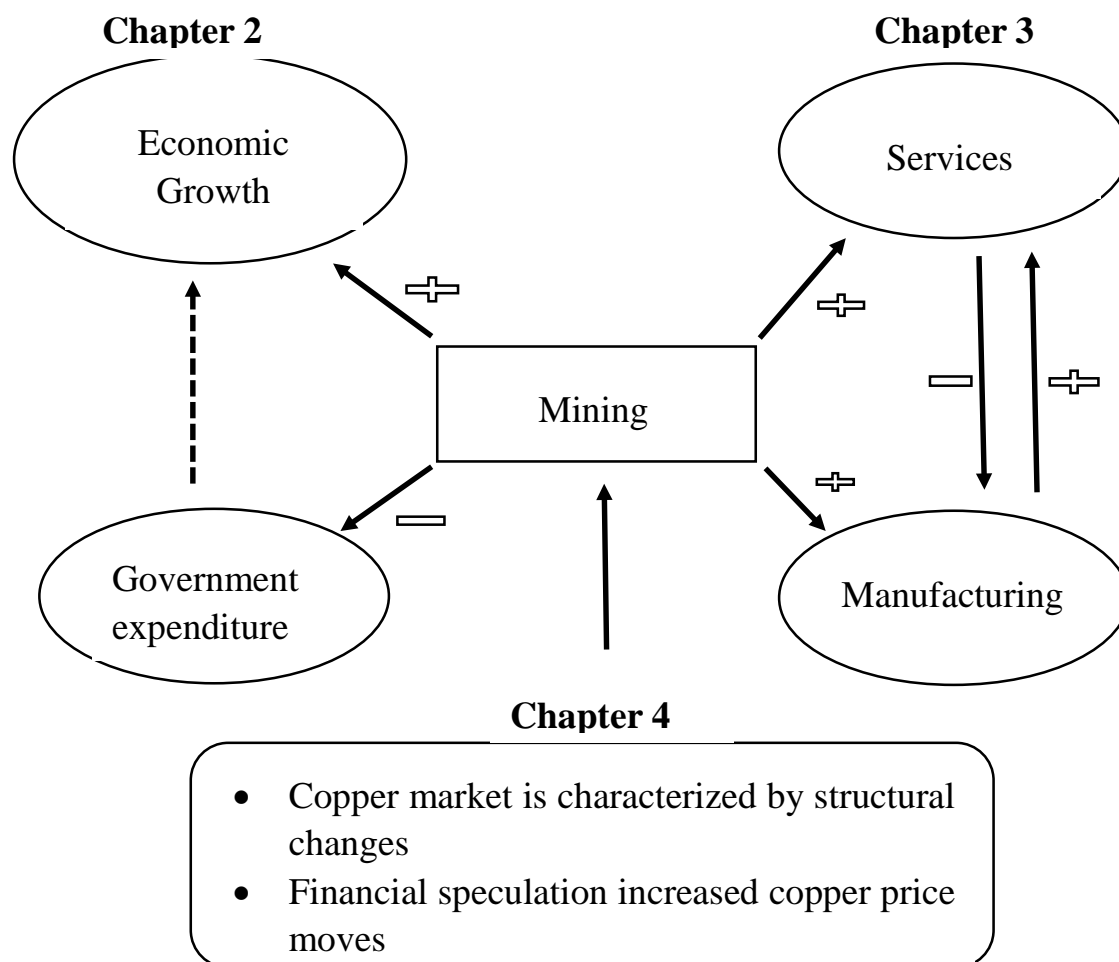 Chapter 2
Chapter 3
Economic
Growth
Services
Mining
Government
expenditure
Manufacturing
Chapter 4
• Copper market is characterized by structural
changes
• Financial speculation increased copper price
moves